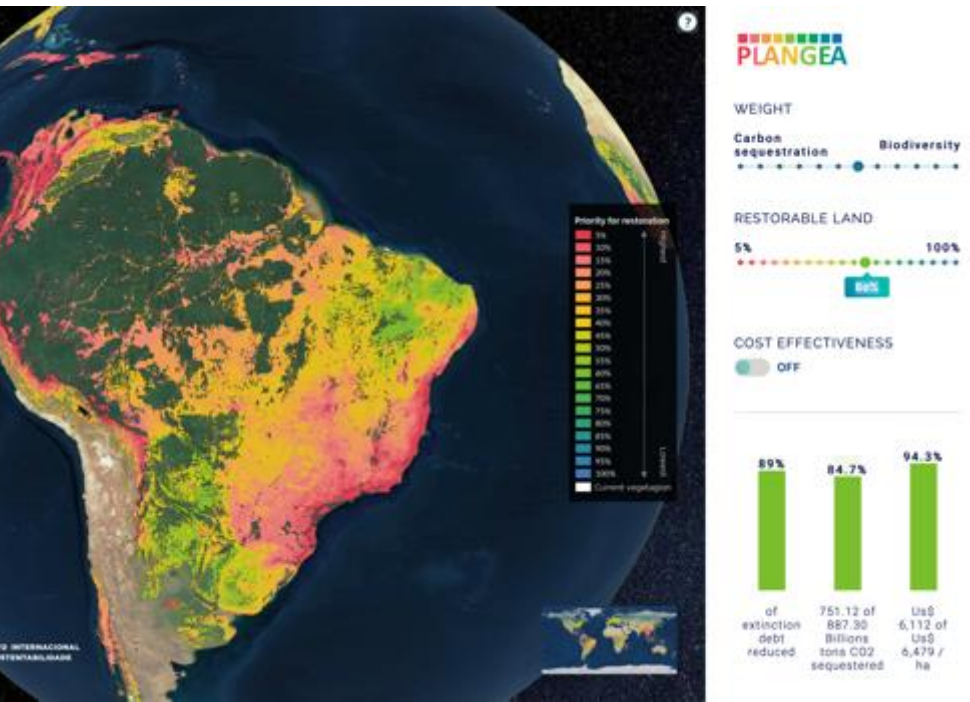 ?
PLANGEA
WEIGHT
Carbon
sequestration
Biodiversity
RESTORABLE LAND
5%
100%
60%
COST EFFECTIVENESS
OFF
Priority for restoration
Highest
5%
10%
15%
20%
25%
30%
35%
40%
45%
50%
55%
60%
65%
70%
75%
80%
85%
90%
95%
100%
Lowest
Current vegetagion
89%
84.7%
94.3%
of
extinction
debt
reduced
751.12 of
887.30
Billions
tons CO2
sequestered
Us$
6,112 of
Us$
6,479 /
ha
INTERNACIONAL
STENTABILIDADE